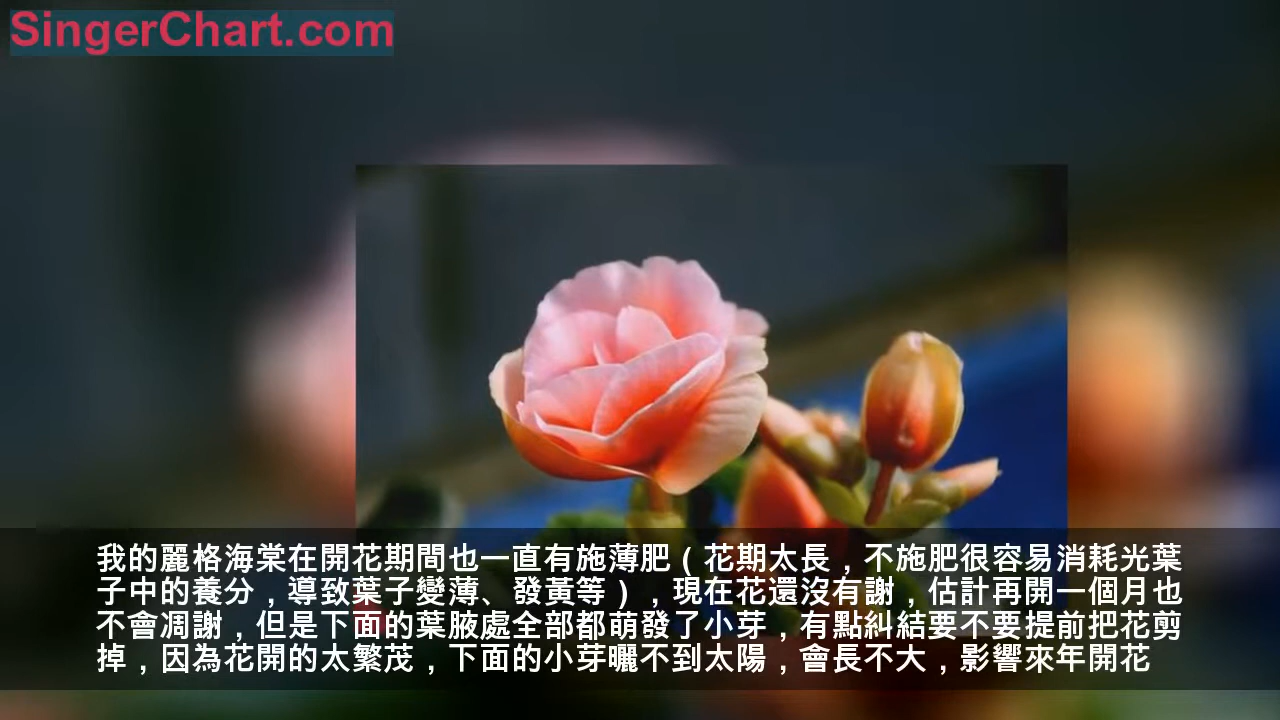 SingerChart.com
我的麗格海棠在開花期間也一直有施薄肥（花期太長，不施肥很容易消耗光葉
子中的養分，導致葉子變薄、發黃等），現在花還沒有謝，估計再開一個月也
不會凋謝，但是下面的葉腋處全部都萌發了小芽，有點糾結要不要提前把花剪
掉，因為花開的太繁茂，下面的小芽曬不到太陽，會長不大，影響來年開花